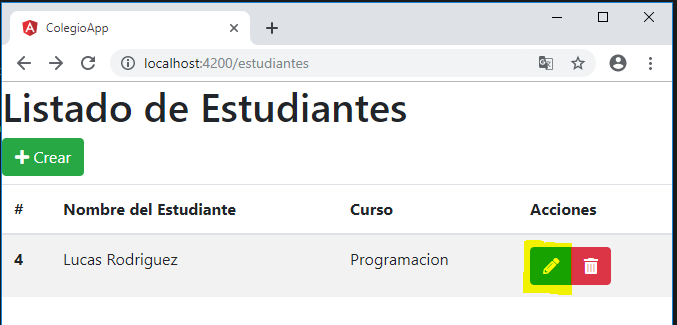 ColegioApp
localhost:4200/estudiantes
Listado de Estudiantes
Crear
# Nombre del Estudiante Curso Acciones
4 Lucas Rodriguez Programacion